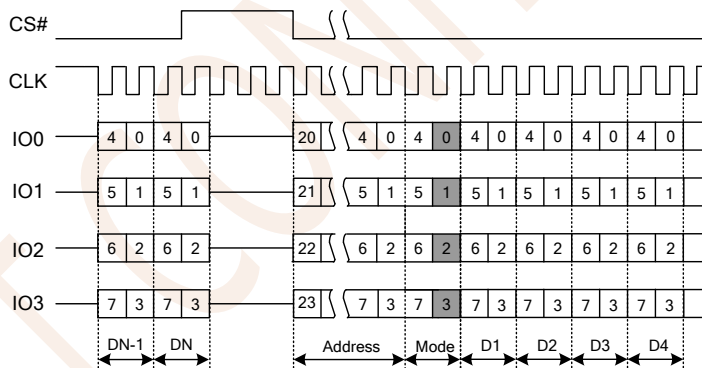 CS#
CLK
IO0 4 0 4 0 20 4 0 4 0 4 0 4 0 4 0 4 0
IO1 5 1 5 1 21 5 1 5 1 5 1 5 1 5 1 5 1
IO2 6 2 6 2 22 6 2 6 2 6 2 6 2 6 2 6 2
IO3 7 3 7 3 23 7 3 7 3 7 3 7 3 7 3 7 3
DN-1 DN Address Mode D1 D2 D3 D4